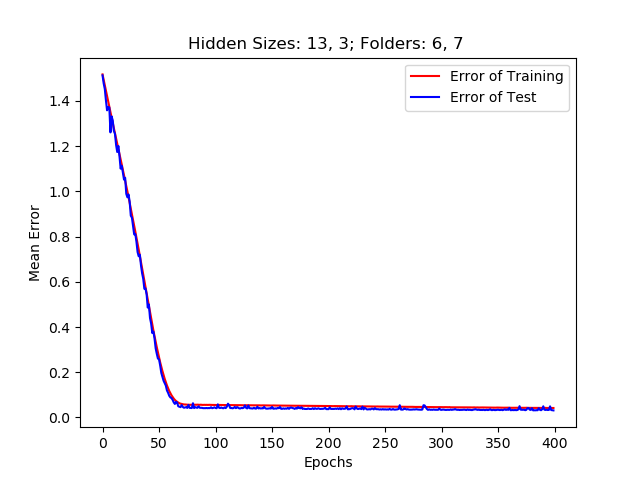 Hidden Sizes: 13, 3; Folders: 6, 7
Error of Training
Error of Test
Mean Error
1.4
1.2
1.0
0.8
0.6
0.4
0.2
0.0
0 50 100 150 200 250 300 350 400
Epochs